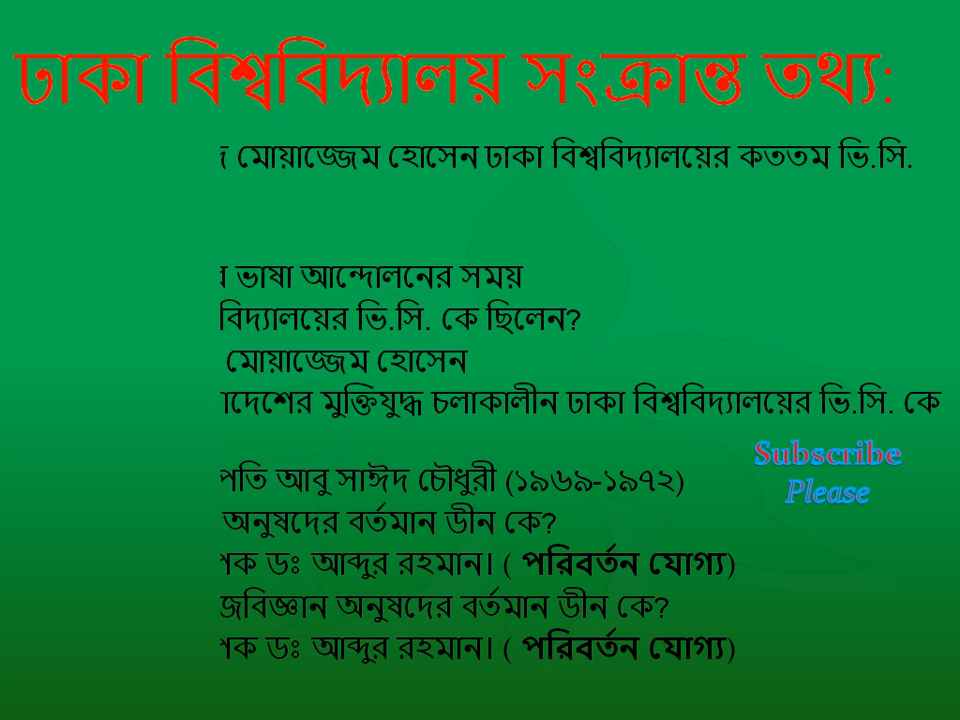 ঢাকা বিশ্ববিদ্যালয় সংক্রান্ত তথ্য:
মোয়াজ্জেম হোসেন ঢাকা বিশ্ববিদ্যালয়ের কততম ভি.সি.
ভাষা আন্দোলনের সময়
বিদ্যালয়ের ভি.সি. কে ছিলেন?
মোয়াজ্জেম হোসেন
াদেশের মুক্তিযুদ্ধ চলাকালীন ঢাকা বিশ্ববিদ্যালয়ের ভি.সি. কে
Subscribe
Please
পতি আবু সাঈদ চৌধুরী (১৯৬৯-১৯৭২)
অনুষদের বর্তমান ডীন কে?
ডঃ আব্দুর রহমান। ( পরিবর্তন যোগ্য)
জবিজ্ঞান অনুষদের বর্তমান ডীন কে?
ডঃ আব্দুর রহমান। ( পরিবর্তন যোগ্য)